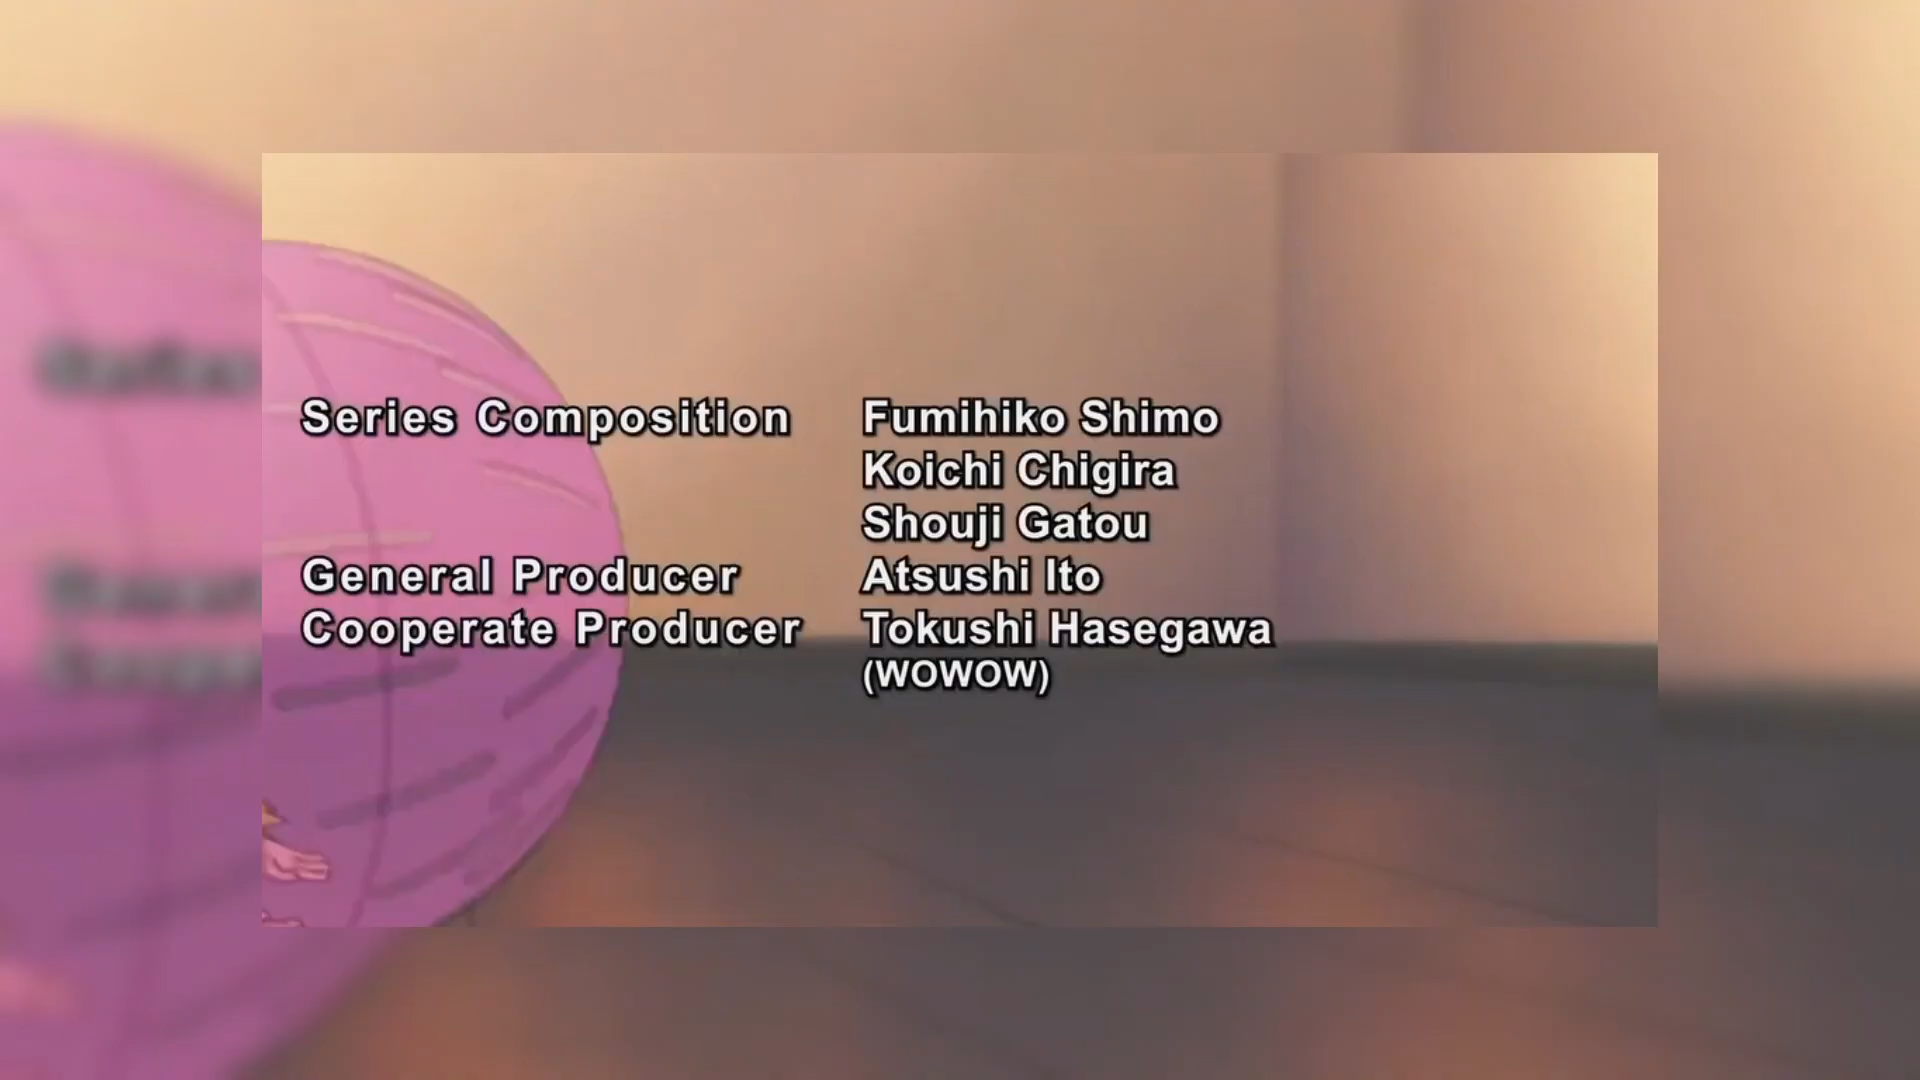 Series Composition Fumihiko Shimo
Koichi Chigira
Shouji Gatou
General Producer Atsushi Ito
Cooperate Producer Tokushi Hasegawa
(WOWOW)